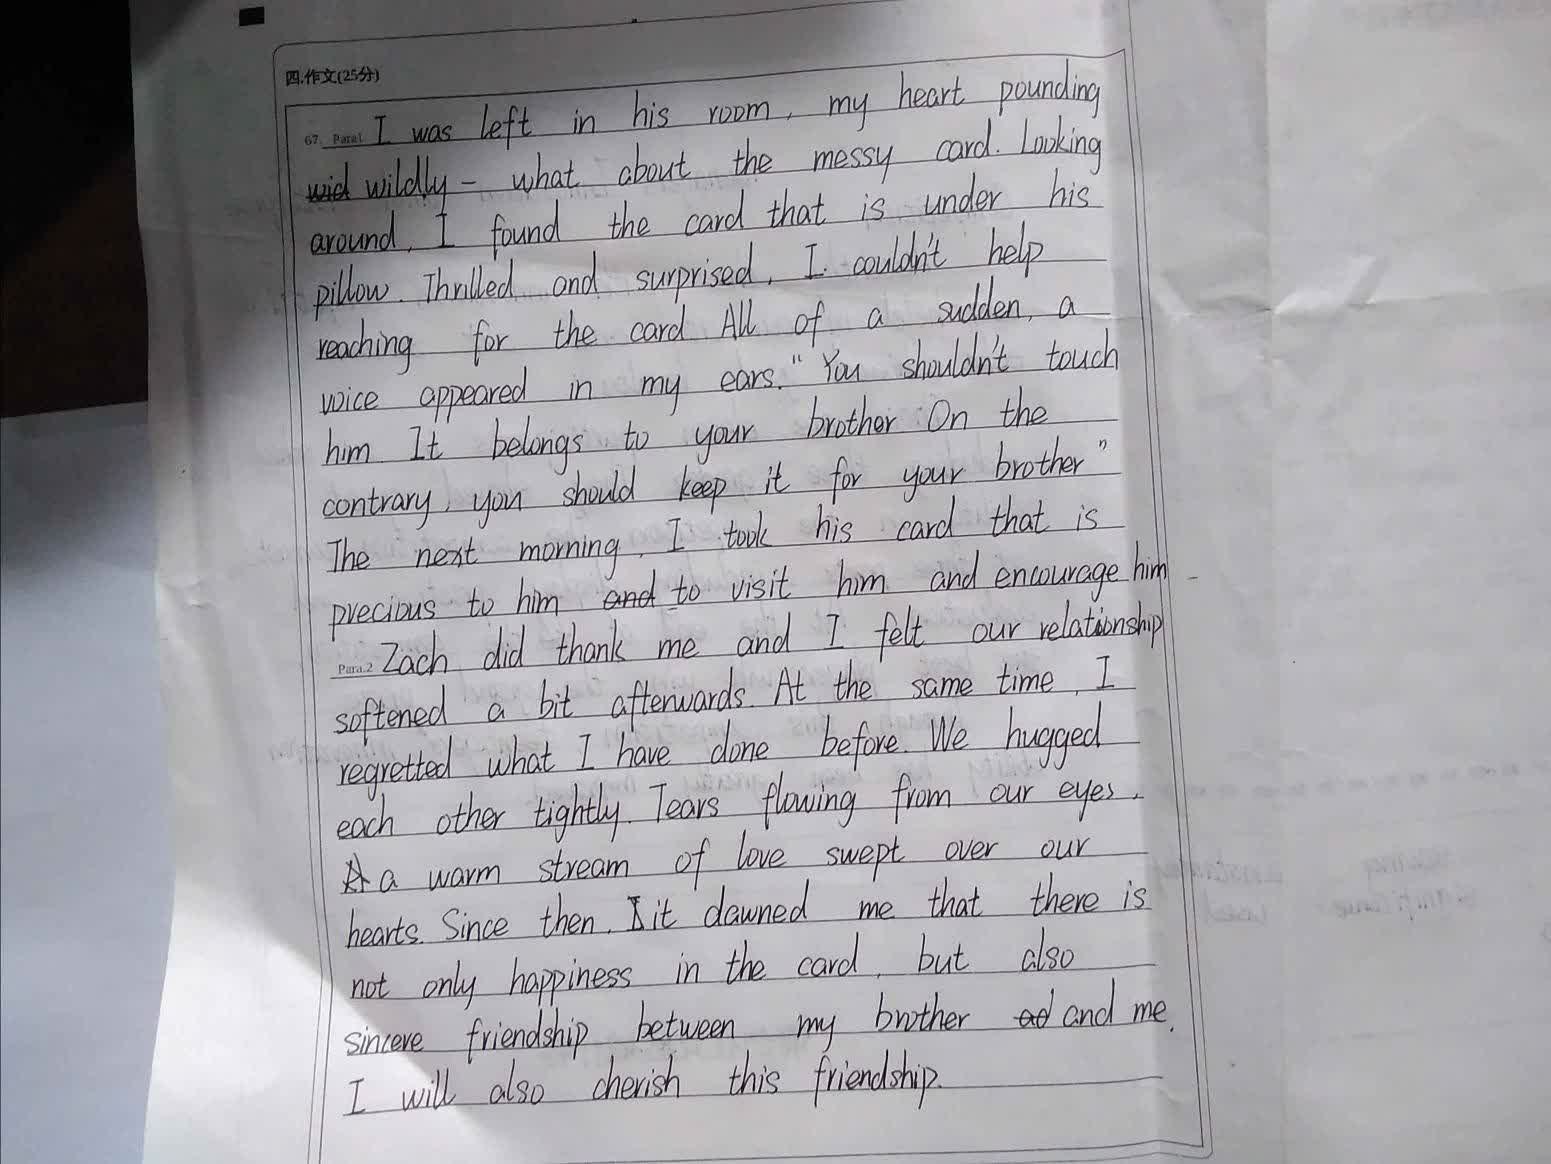 四.作文(25分)
67. Para1 I was left in his room, my heart pounding
wid wildly - what about the messy card. Looking
around, I found the card that is under his
pillow. Thrilled and surprised, I couldn't help
reaching for the card. All of a sudden, a
voice appeared in my ears. "You shouldn't touch
him. It belongs to your brother. On the
contrary, you should keep it for your brother"
The next morning, I took his card that is
precious to him and to visit him and encourage him
Para.2 Zach did thank me and I felt our relationship
softened a bit afterwards. At the same time, I
regretted what I have done before. We hugged
each other tightly. Tears flowing from our eyes.
A a warm stream of love swept over our
hearts. Since then, I it dawned me that there is
not only happiness in the card, but also
sincere friendship between my brother ad and me.
I will also cherish this friendship.